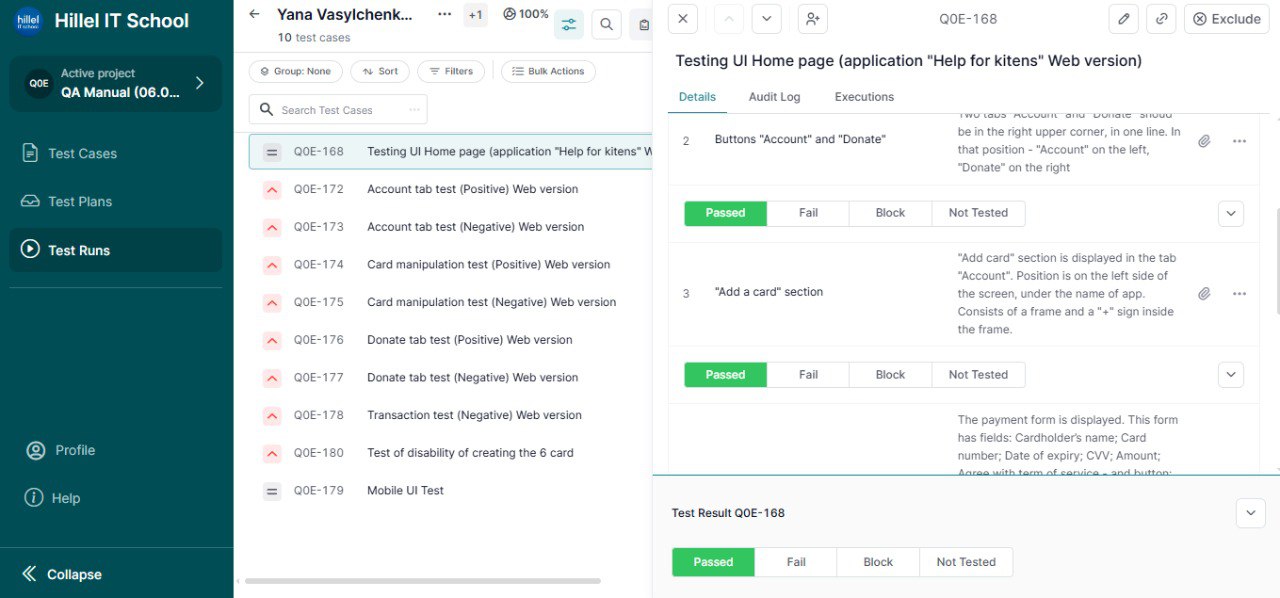 hillel
IT school
Hillel IT School
Q0E
Active project
QA Manual (06.0...
Test Cases
Test Plans
Test Runs
Profile
Help
Collapse
Yana Vasylchenk...
+1
100%
10 test cases
Group: None
Sort
Filters
Bulk Actions
Search Test Cases
Q0E-168 Testing UI Home page (application "Help for kitens" W
Q0E-172 Account tab test (Positive) Web version
Q0E-173 Account tab test (Negative) Web version
Q0E-174 Card manipulation test (Positive) Web version
Q0E-175 Card manipulation test (Negative) Web version
Q0E-176 Donate tab test (Positive) Web version
Q0E-177 Donate tab test (Negative) Web version
Q0E-178 Transaction test (Negative) Web version
Q0E-180 Test of disability of creating the 6 card
Q0E-179 Mobile UI Test
Q0E-168
Exclude
Testing UI Home page (application "Help for kitens" Web version)
Details Audit Log Executions
2
Buttons "Account" and "Donate"
Two tabs "Account" and "Donate" shoud
be in the right upper corner, in one line. In
that position - "Account" on the left,
"Donate" on the right
Passed Fail Block Not Tested
3
"Add a card" section
"Add card" section is displayed in the tab
"Account". Position is on the left side of
the screen, under the name of app.
Consists of a frame and a "+" sign inside
the frame.
Passed Fail Block Not Tested
The payment form is displayed. This form
has fields: Cardholder's name; Card
number; Date of expiry; CVV; Amount;
Agree with term of service - and button:
Test Result Q0E-168
Passed Fail Block Not Tested